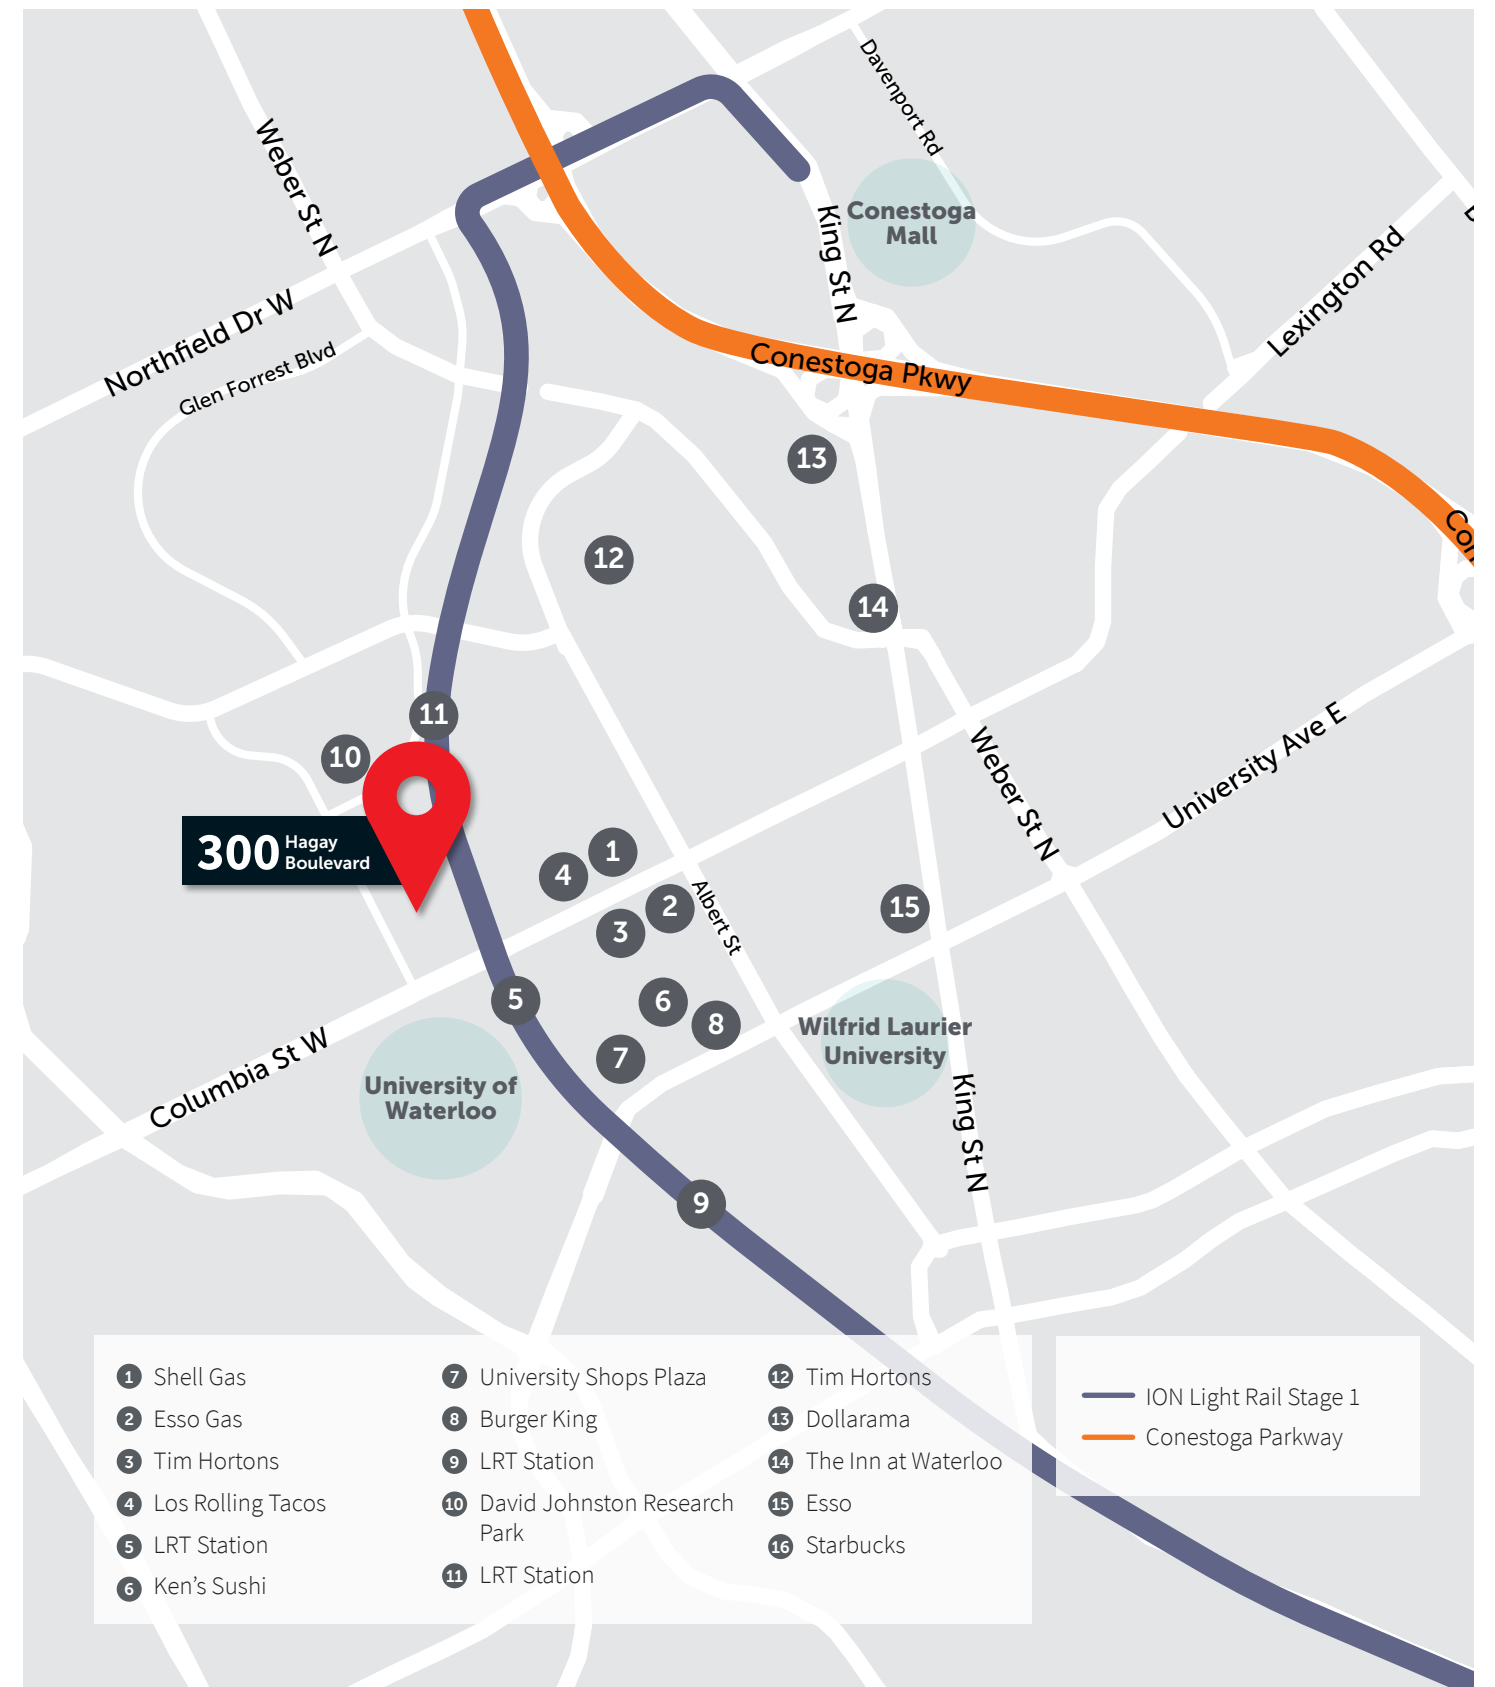 Davenport Rd
Weber St N
Conestoga
Mall
King St N
Lexington Rd
Northfield Dr W
Glen Forrest Blvd
Conestoga Pkwy
13
12
14
11
10
300 Hagay
Boulevard
Weber St N
University Ave E
1
4
2
3
Albert St
15
5
6
8
7
Wilfrid Laurier
University
University of
Waterloo
Columbia St W
King St N
9
1 Shell Gas
2 Esso Gas
3 Tim Hortons
4 Los Rolling Tacos
5 LRT Station
6 Ken's Sushi
7 University Shops Plaza
8 Burger King
9 LRT Station
10 David Johnston Research
Park
11 LRT Station
12 Tim Hortons
13 Dollarama
14 The Inn at Waterloo
15 Esso
16 Starbucks
ION Light Rail Stage 1
Conestoga Parkway